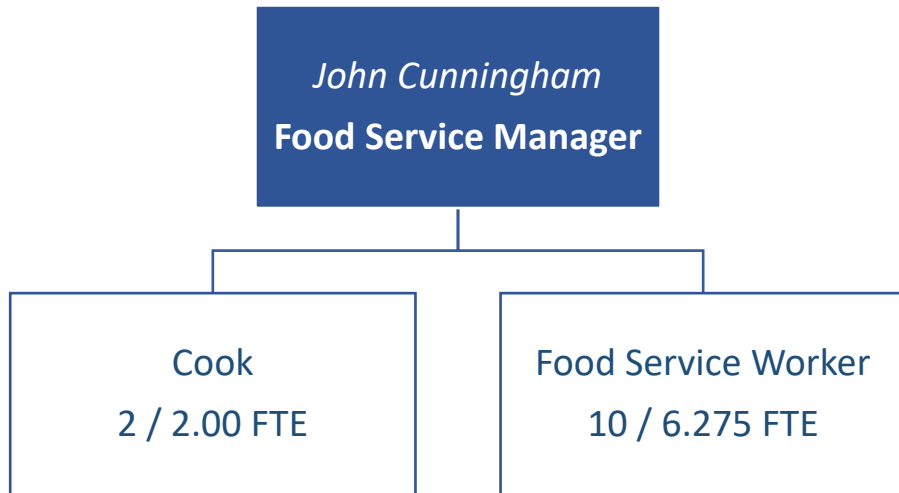 John Cunningham
Food Service Manager
Cook
2 / 2.00 FTE
Food Service Worker
10 / 6.275 FTE